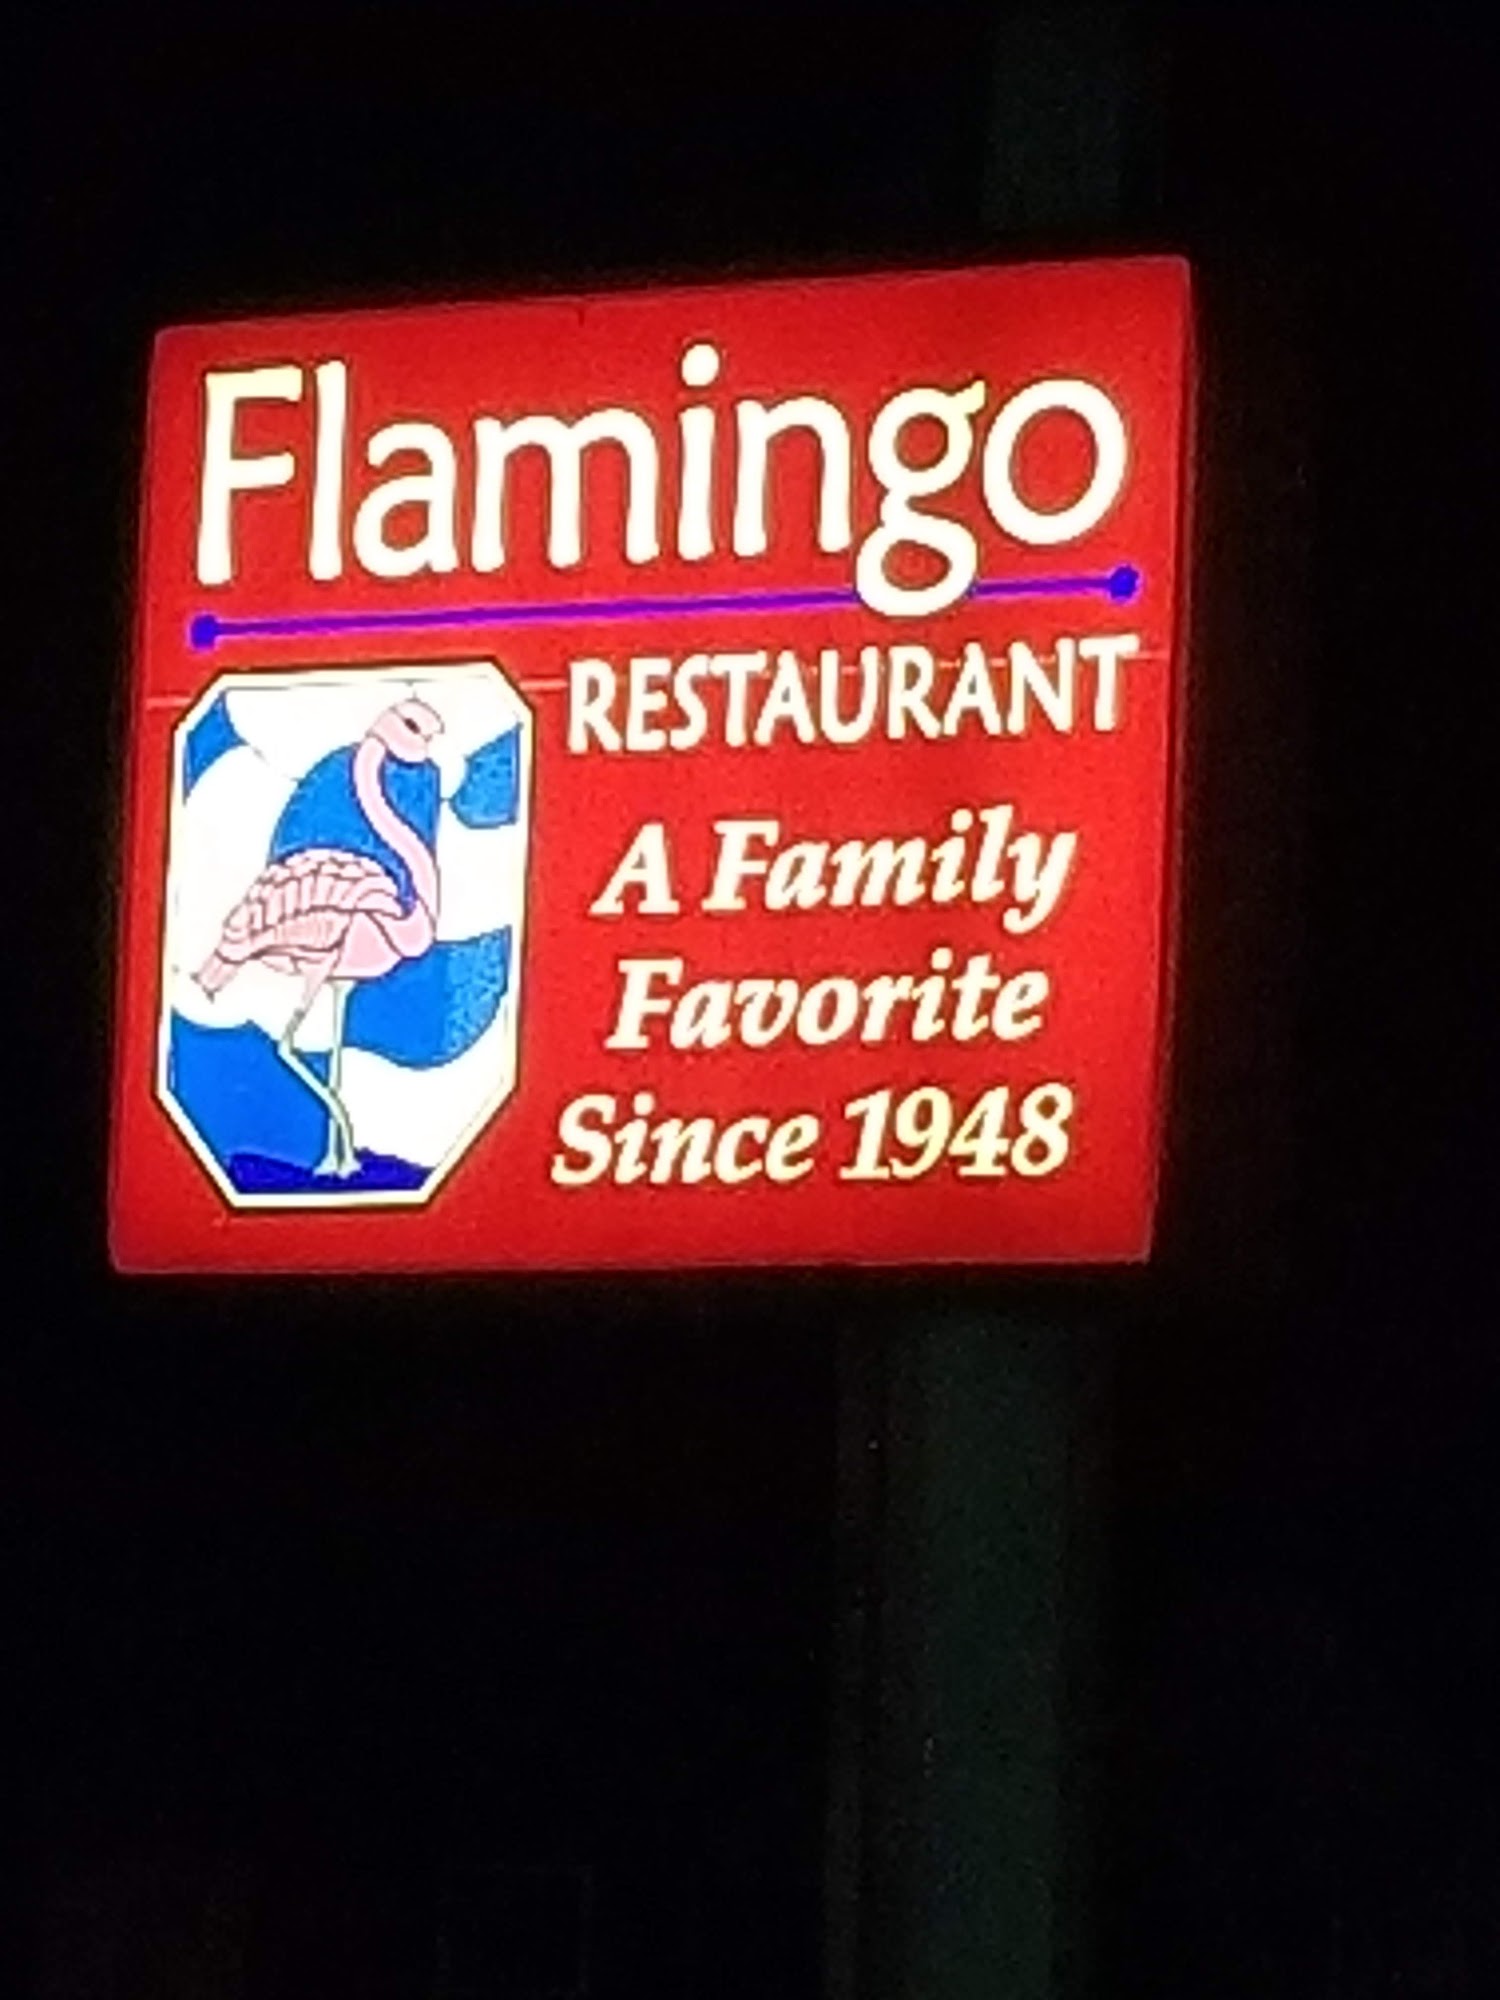 Flamingo
RESTAURANT
A Family
Favorite
Since 1948